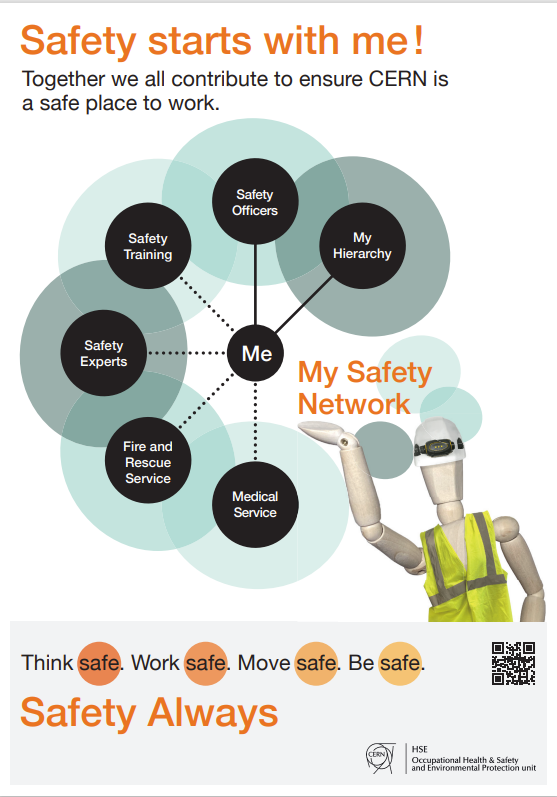 Safety starts with me!
Together we all contribute to ensure CERN is
a safe place to work.
Safety
Officers
My
Hierarchy
Safety
Training
Safety
Experts
Me
My Safety
Network
Fire and
Rescue
Service
Medical
Service
Think safe. Work safe. Move safe. Be safe.
Safety Always
CERN
HSE
Occupational Health & Safety
and Environmental Protection unit